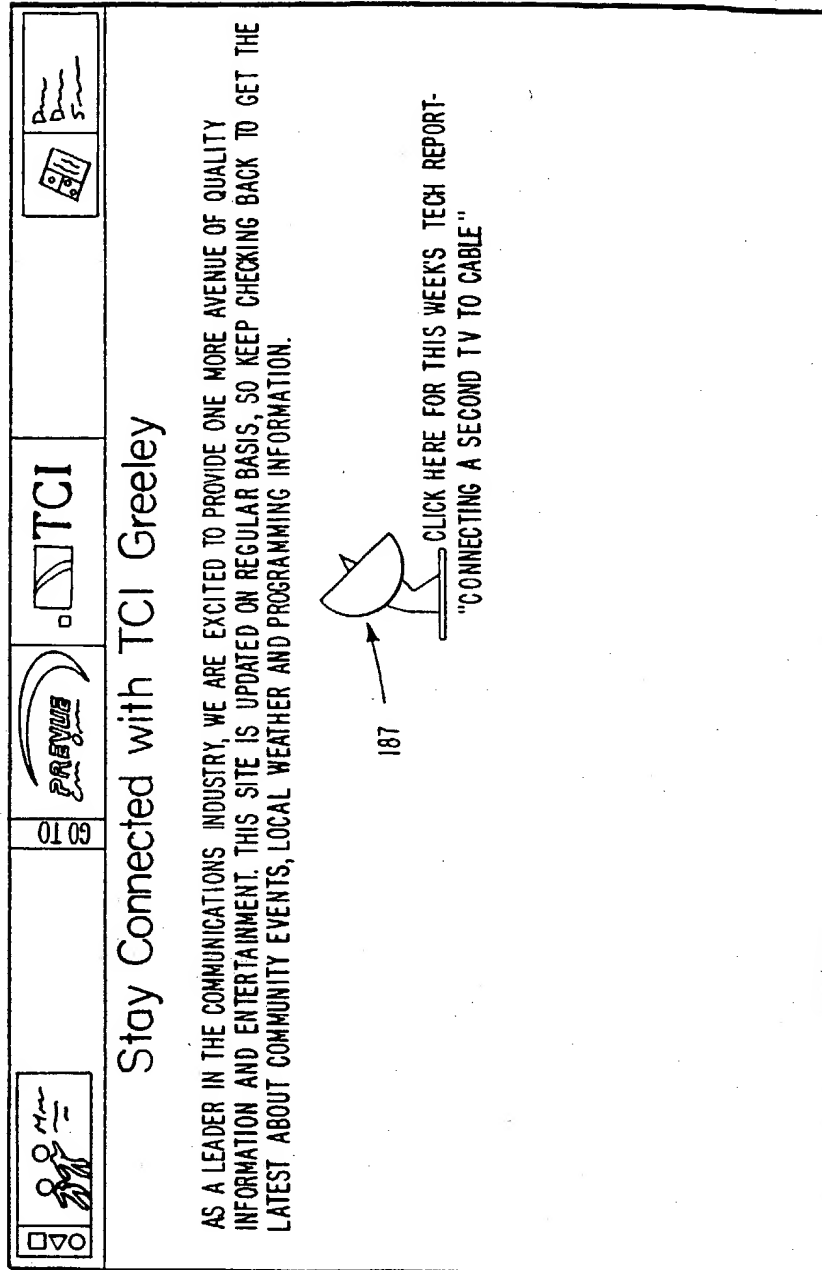 GO TO
PREVUE
TCI
Stay Connected with TCI Greeley
AS A LEADER IN THE COMMUNICATIONS INDUSTRY, WE ARE EXCITED TO PROVIDE ONE MORE AVENUE OF QUALITY
INFORMATION AND ENTERTAINMENT. THIS SITE IS UPDATED ON REGULAR BASIS, SO KEEP CHECKING BACK TO GET THE
LATEST ABOUT COMMUNITY EVENTS, LOCAL WEATHER AND PROGRAMMING INFORMATION.
187
CLICK HERE FOR THIS WEEK'S TECH REPORT-
"CONNECTING A SECOND TV TO CABLE"